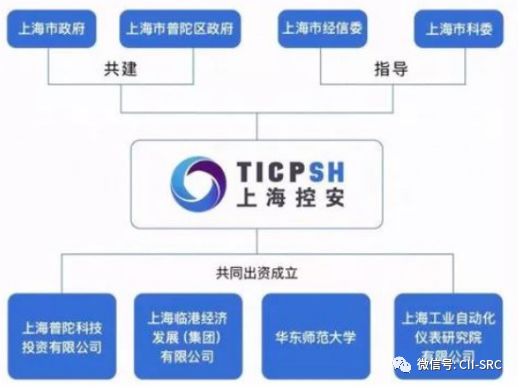 上海市政府
上海市普陀区政府
上海市经信委
上海市科委
共建
指导
TICPSH
上海控安
共同出资成立
上海普陀科技
投资有限公司
上海临港经济
发展(集团)
有限公司
华东师范大学
上海工业自动化
仪表研究院
有限公司
微信号: CII-SRC